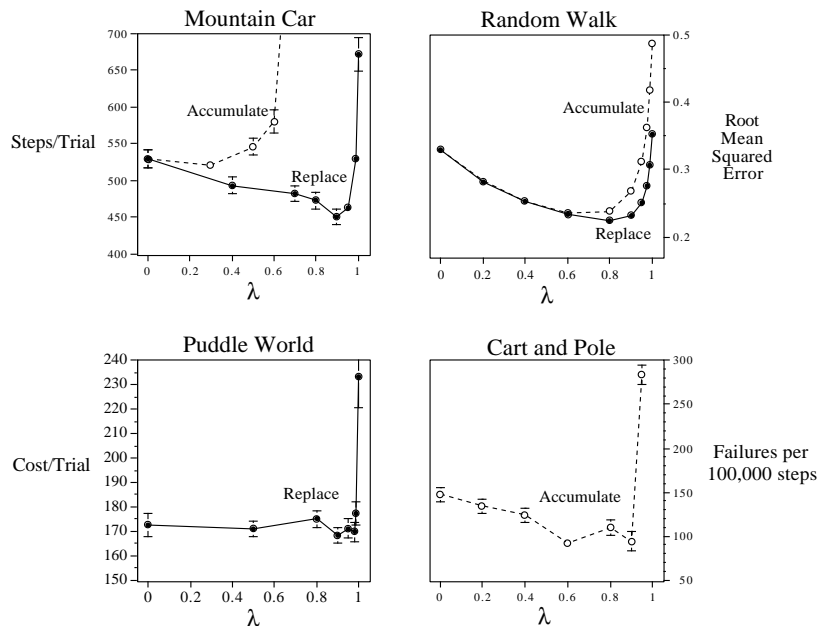 Mountain Car
700
650
600
550
500
450
400
Steps/Trial
Accumulate
Replace
0
0.2
0.4
0.6
0.8
1
λ
Random Walk
0.5
0.4
0.3
0.2
Root
Mean
Squared
Error
Accumulate
Replace
0
0.2
0.4
0.6
0.8
1
λ
Puddle World
240
230
220
210
200
190
180
170
160
150
Cost/Trial
Replace
0
0.2
0.4
0.6
0.8
1
λ
Cart and Pole
300
250
200
150
100
50
Failures per
100,000 steps
Accumulate
0
0.2
0.4
0.6
0.8
1
λ